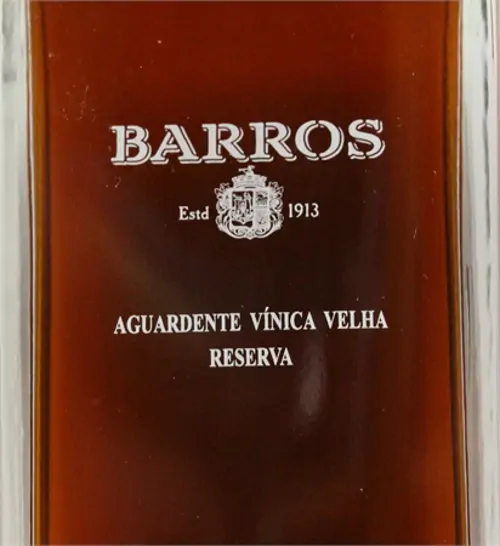 BARROS
Estd 1913
AGUARDENTE VÍNICA VELHA
RESERVA